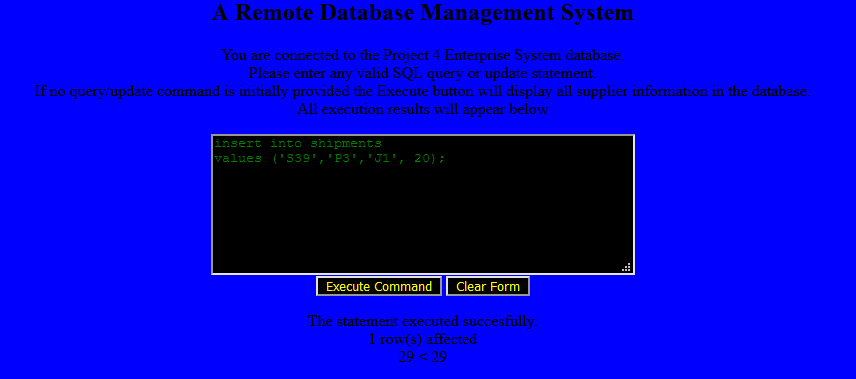 A Remote Database Management System
You are connected to the Project 4 Enterprise System database.
Please enter any valid SQL query or update statement.
If no query/update command is initially provided the Execute button will display all supplier information in the database.
All execution results will appear below
insert into shipments
values ('S39','P3','J1', 20);
Execute Command Clear Form
The statement executed succesfully.
1 row(s) affected
29 < 29